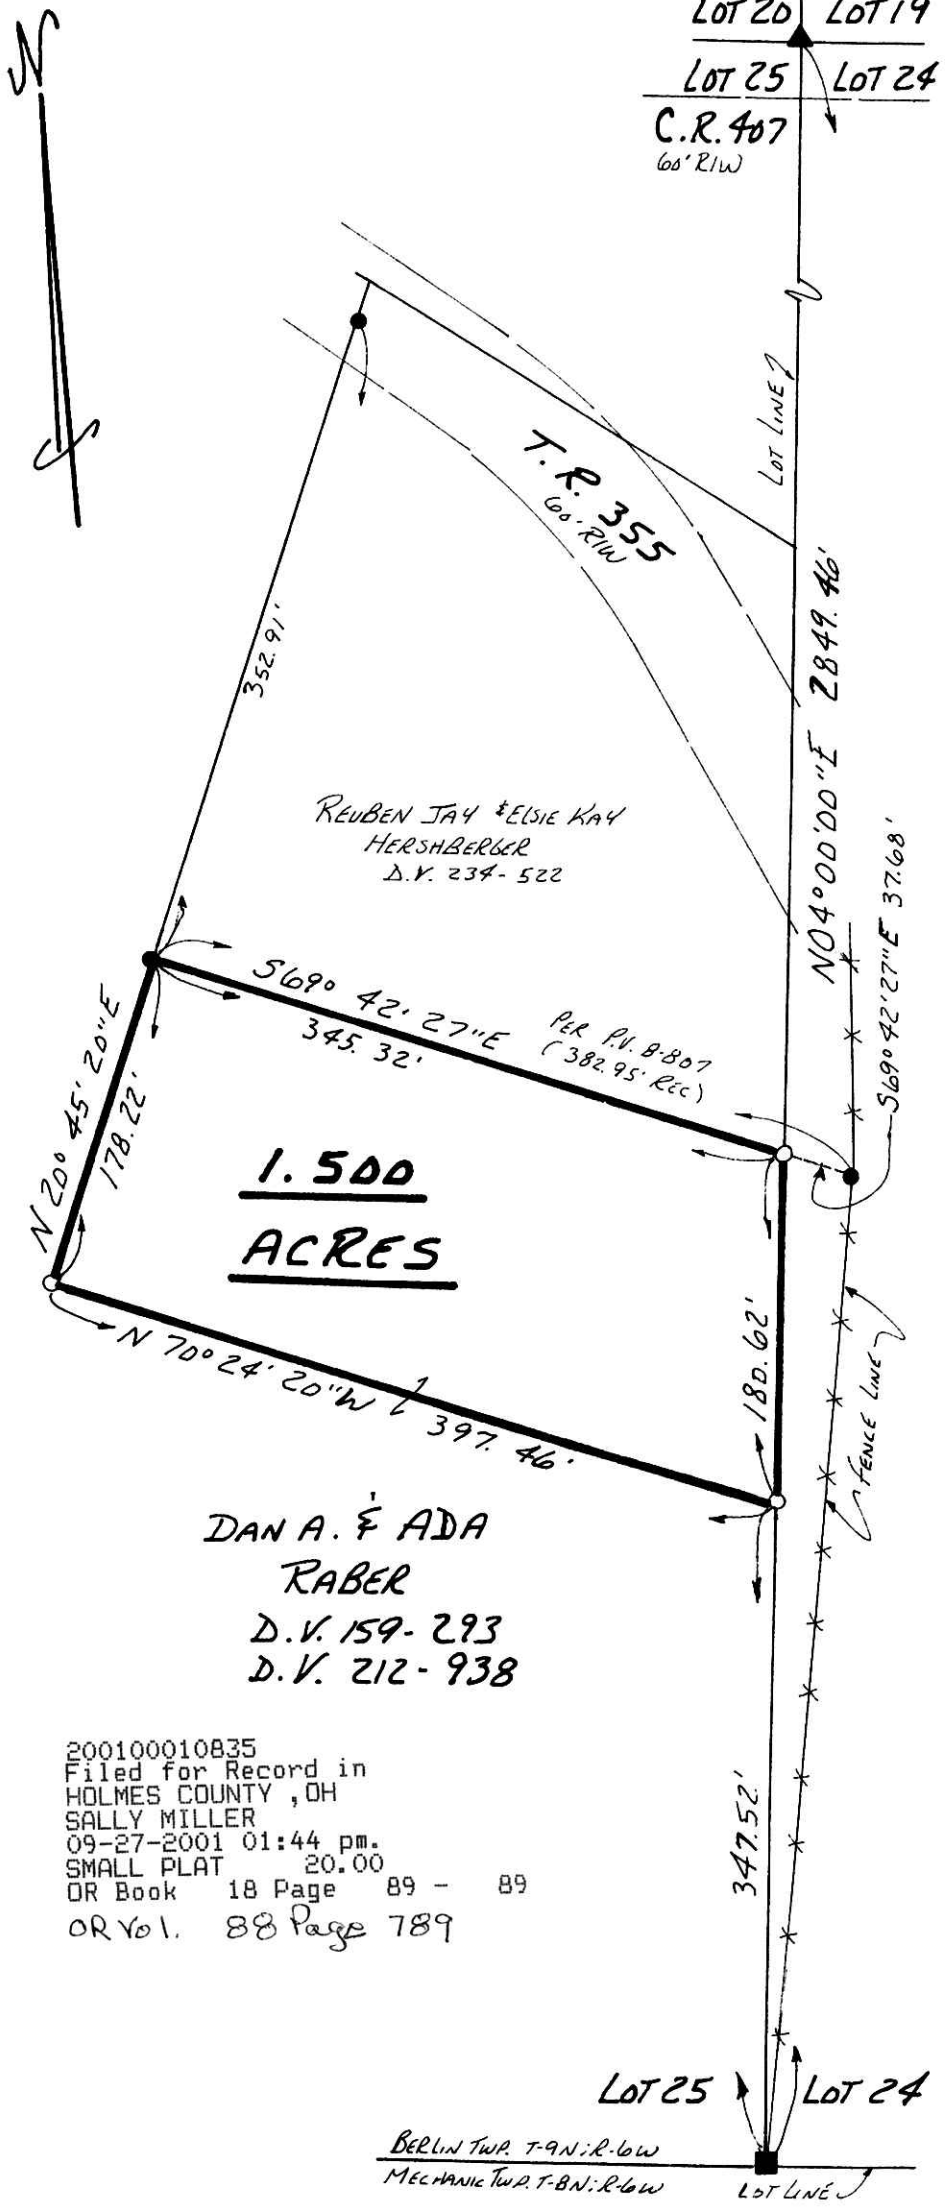 N
LOT 20 LOT 19
LOT 25 LOT 24
C.R. 407
60' R/W
LOT LINE
T.R. 355
60' R/W
N04°00'00"E 2849.46'
352.91'
REUBEN JAY & ELSIE KAY
HERSHBERGER
D.V. 234-522
S69°42'27"E 37.68'
S69° 42' 27"E
345.32'
PER P.V. 8-807
(382.95' REC)
N 20° 45' 20"E
178.22'
1.500
ACRES
180.62'
FENCE LINE
N 70° 24' 20"W
397.46'
DAN A. & ADA
RABER
D.V. 159-293
D.V. 212-938
200100010835
Filed for Record in
HOLMES COUNTY ,OH
SALLY MILLER
09-27-2001 01:44 pm.
SMALL PLAT 20.00
OR Book 18 Page 89 - 89
OR Vol. 88 Page 789
347.52'
LOT 25 LOT 24
BERLIN TWP. T-9N; R-6W
MECHANIC TWP. T-8N; R-6W
LOT LINE